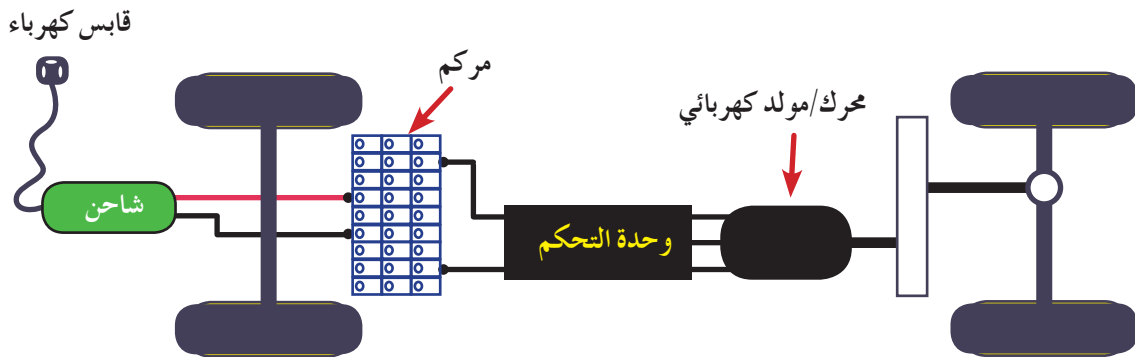 قابس كهرباء
مركم
محرك/مولد كهربائي
شاحن
وحدة التحكم